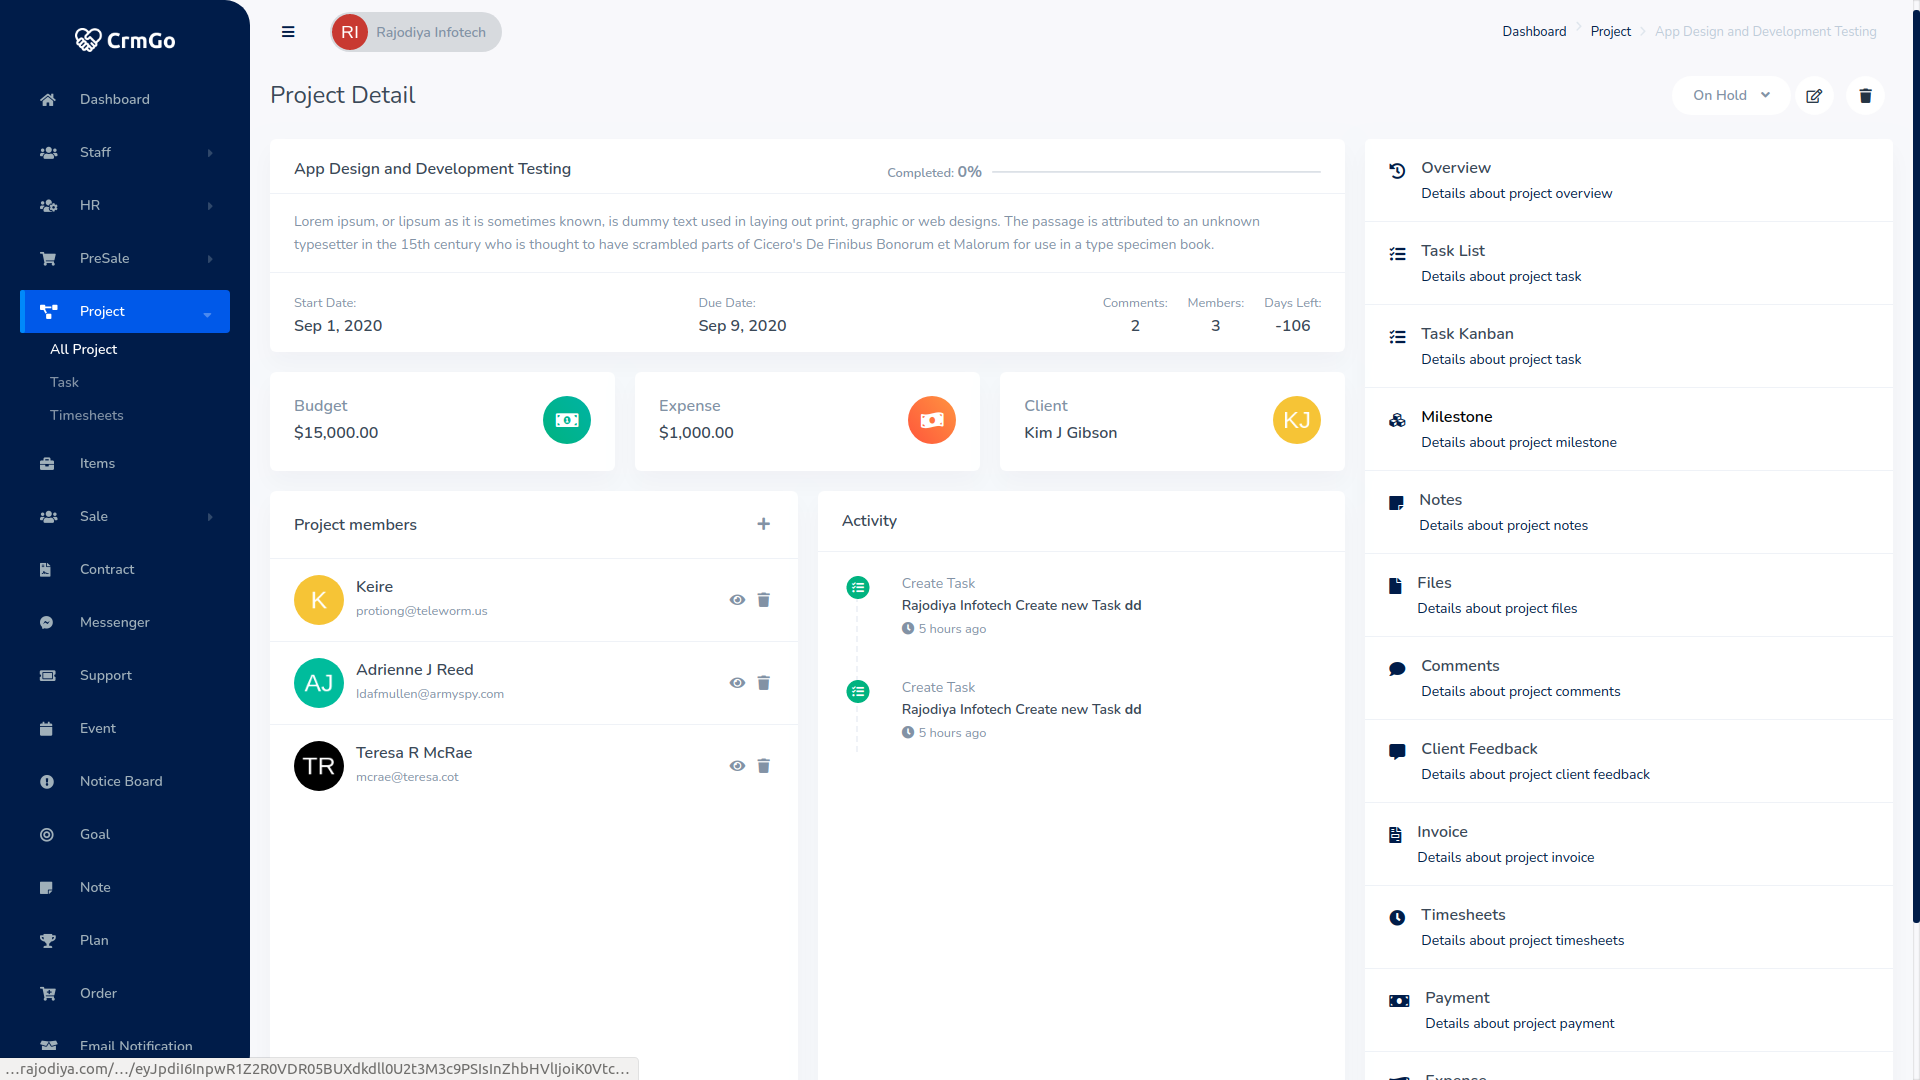 CrmGo
Dashboard
Staff
HR
PreSale
Project
All Project
Task
Timesheets
Items
Sale
Contract
Messenger
Support
Event
Notice Board
Goal
Note
Plan
Order
Email Notification
RI Rajodiya Infotech
Dashboard Project App Design and Development Testing
Project Detail
On Hold
App Design and Development Testing
Completed: 0%
Lorem ipsum, or lipsum as it is sometimes known, is dummy text used in laying out print, graphic or web designs. The passage is attributed to an unknown
typesetter in the 15th century who is thought to have scrambled parts of Cicero's De Finibus Bonorum et Malorum for use in a type specimen book.
Start Date: Due Date: Comments: Members: Days Left:
Sep 1, 2020 Sep 9, 2020 2 3 -106
Budget
$15,000.00
Expense
$1,000.00
Client
Kim J Gibson
KJ
Project members
K
Keire
protiong@teleworm.us
AJ
Adrienne J Reed
ldafmullen@armyspy.com
TR
Teresa R McRae
mcrae@teresa.cot
Activity
Create Task
Rajodiya Infotech Create new Task dd
5 hours ago
Create Task
Rajodiya Infotech Create new Task dd
5 hours ago
Overview
Details about project overview
Task List
Details about project task
Task Kanban
Details about project task
Milestone
Details about project milestone
Notes
Details about project notes
Files
Details about project files
Comments
Details about project comments
Client Feedback
Details about project client feedback
Invoice
Details about project invoice
Timesheets
Details about project timesheets
Payment
Details about project payment
Expense